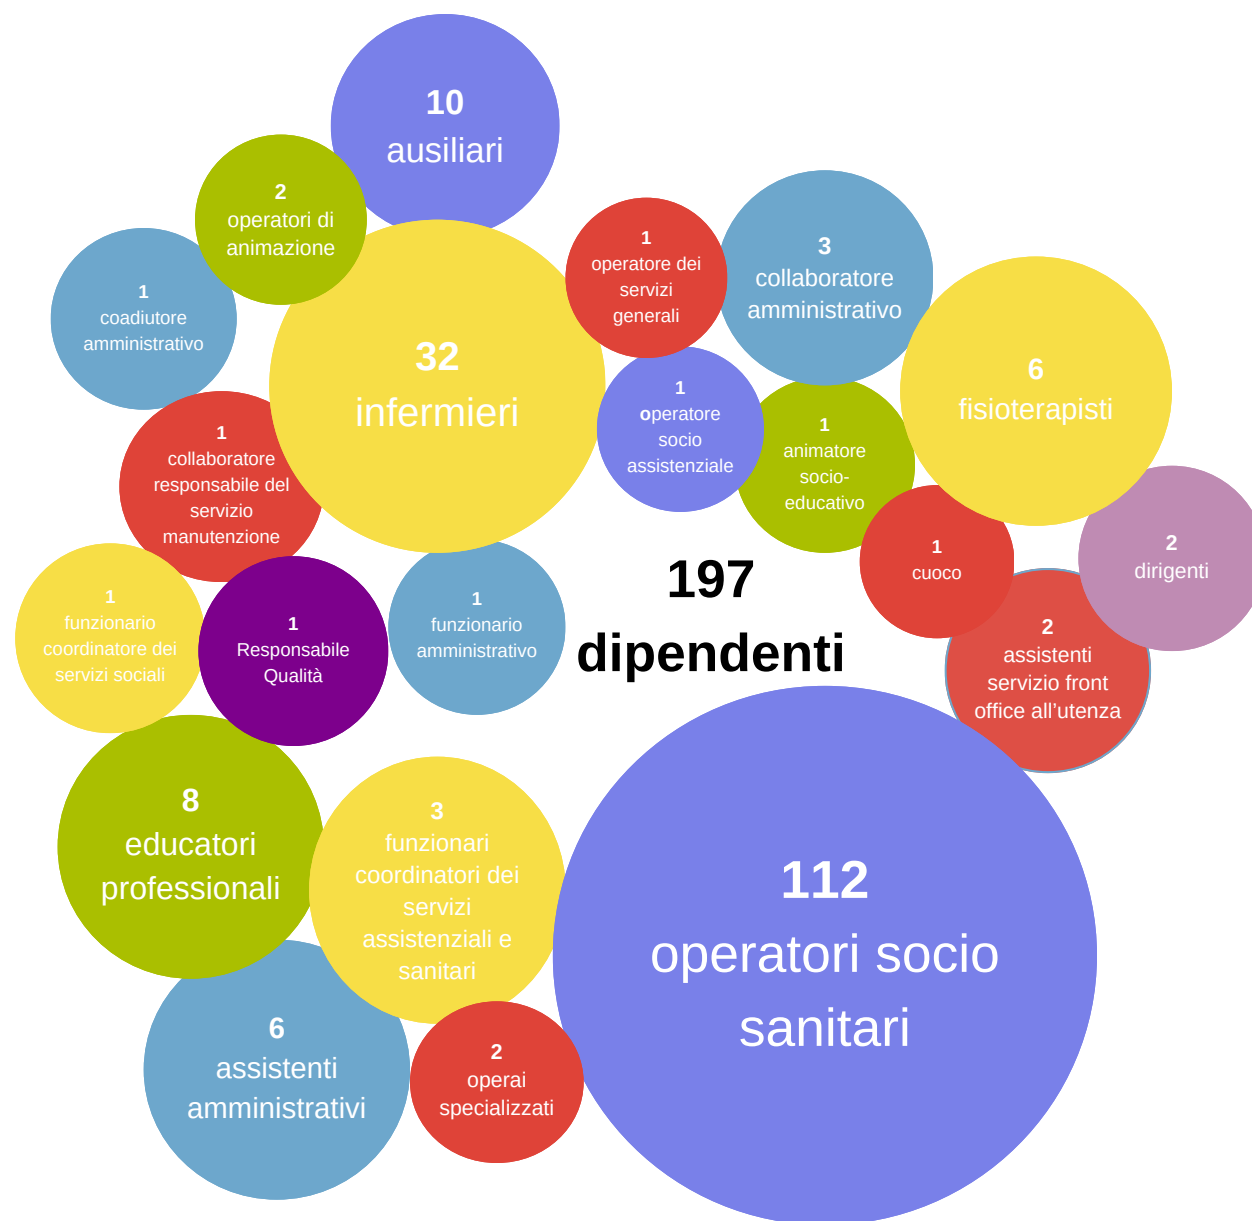 10
ausiliari
2
operatori di
animazione
1
coadiutore
amministrativo
32
infermieri
1
operatore dei
servizi
generali
3
collaboratore
amministrativo
6
fisioterapisti
1
operatore
socio
assistenziale
1
animatore
socio-
educativo
1
collaboratore
responsabile del
servizio
manutenzione
1
cuoco
2
dirigenti
197
dipendenti
1
funzionario
coordinatore dei
servizi sociali
1
Responsabile
Qualità
1
funzionario
amministrativo
2
assistenti
servizio front
office all’utenza
8
educatori
professionali
3
funzionari
coordinatori dei
servizi
assistenziali e
sanitari
112
operatori socio
sanitari
6
assistenti
amministrativi
2
operai
specializzati